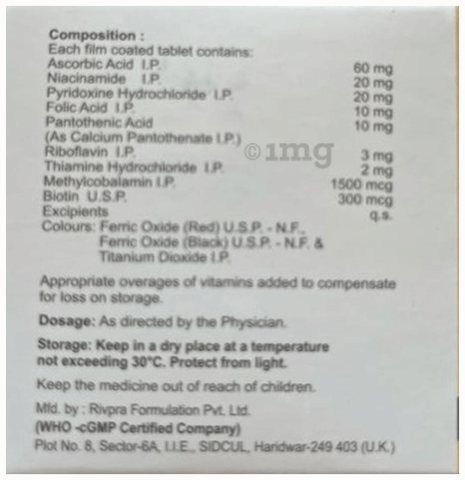 Composition :
Each film coated tablet contains:
Ascorbic Acid I.P. 60 mg
Niacinamide I.P. 20 mg
Pyridoxine Hydrochloride I.P. 20 mg
Folic Acid I.P. 10 mg
Pantothenic Acid 10 mg
(As Calcium Pantothenate I.P.)
Riboflavin I.P. 3 mg
Thiamine Hydrochloride I.P. 2 mg
Methylcobalamin I.P. 1500 mcg
Biotin U.S.P. 300 mcg
Excipients q.s.
Colours: Ferric Oxide (Red) U.S.P. - N.F.,
Ferric Oxide (Black) U.S.P. - N.F. &
Titanium Dioxide I.P.
©1mg
Appropriate overages of vitamins added to compensate
for loss on storage.
Dosage: As directed by the Physician.
Storage: Keep in a dry place at a temperature
not exceeding 30°C. Protect from light.
Keep the medicine out of reach of children.
Mfd. by : Rivpra Formulation Pvt. Ltd.
(WHO -cGMP Certified Company)
Plot No. 8, Sector-6A, I.I.E., SIDCUL, Haridwar-249 403 (U.K.)